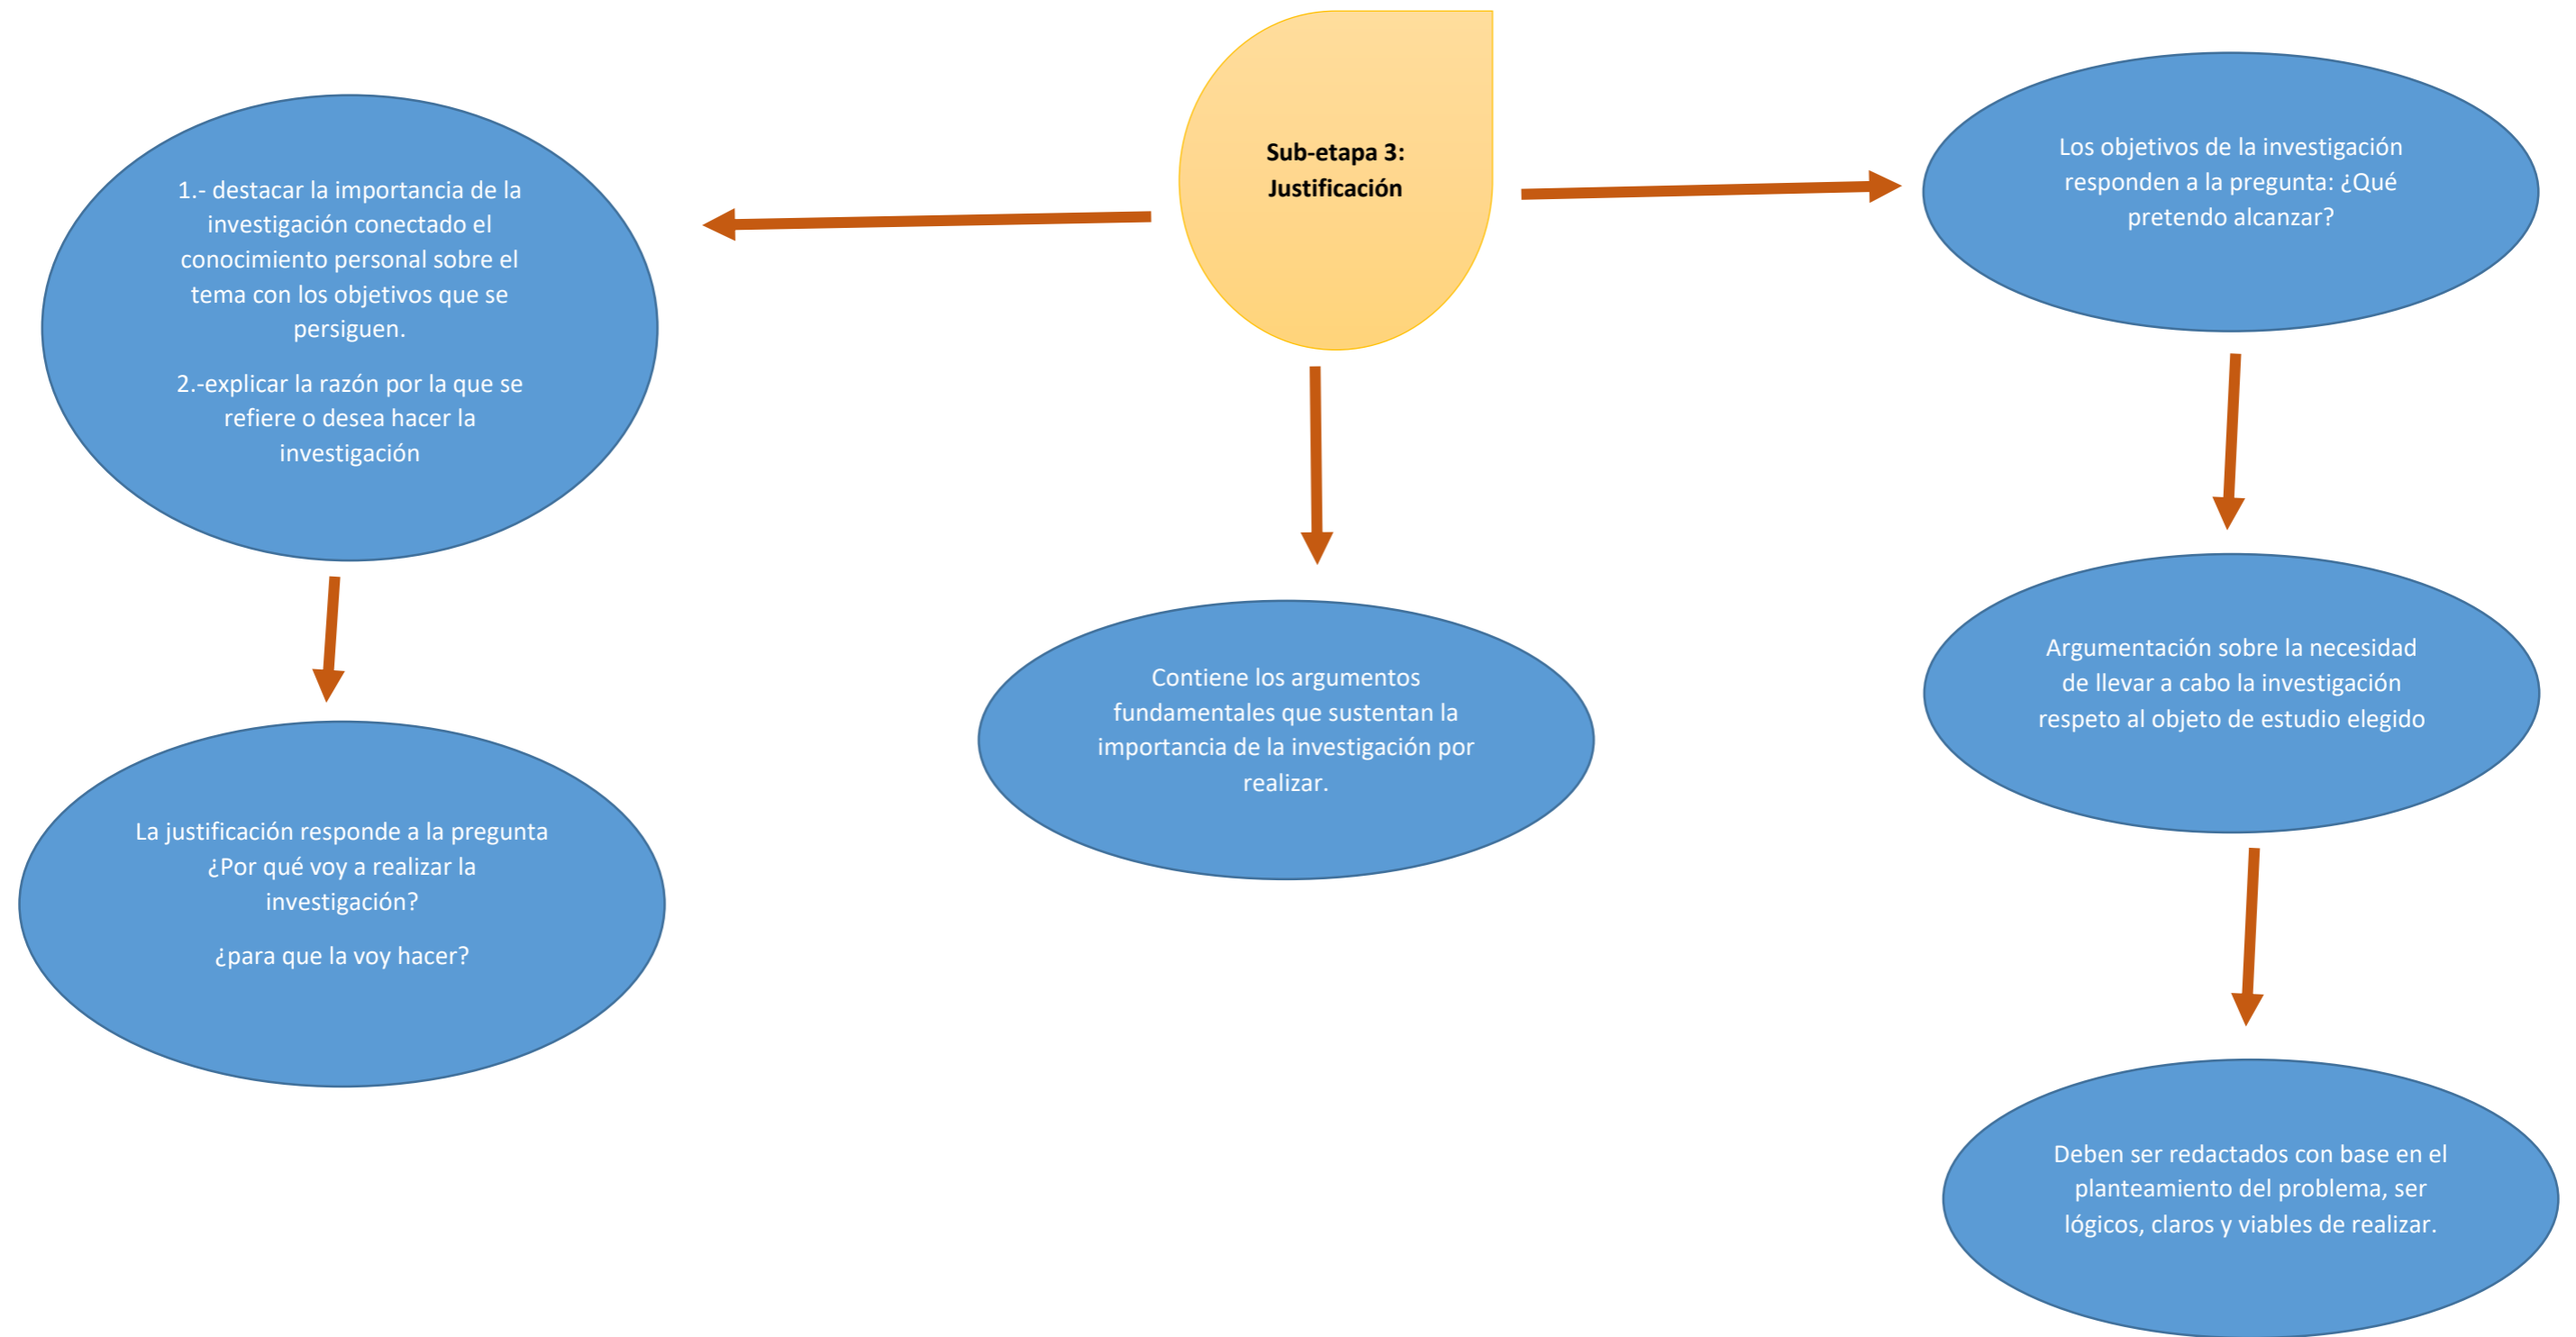 Sub-etapa 3:
Justificación
1.- destacar la importancia de la
investigación conectado el
conocimiento personal sobre el
tema con los objetivos que se
persiguen.
2.-explicar la razón por la que se
refiere o desea hacer la
investigación
La justificación responde a la pregunta
¿Por qué voy a realizar la
investigación?
¿para que la voy hacer?
Contiene los argumentos
fundamentales que sustentan la
importancia de la investigación por
realizar.
Los objetivos de la investigación
responden a la pregunta: ¿Qué
pretendo alcanzar?
Argumentación sobre la necesidad
de llevar a cabo la investigación
respeto al objeto de estudio elegido
Deben ser redactados con base en el
planteamiento del problema, ser
lógicos, claros y viables de realizar.